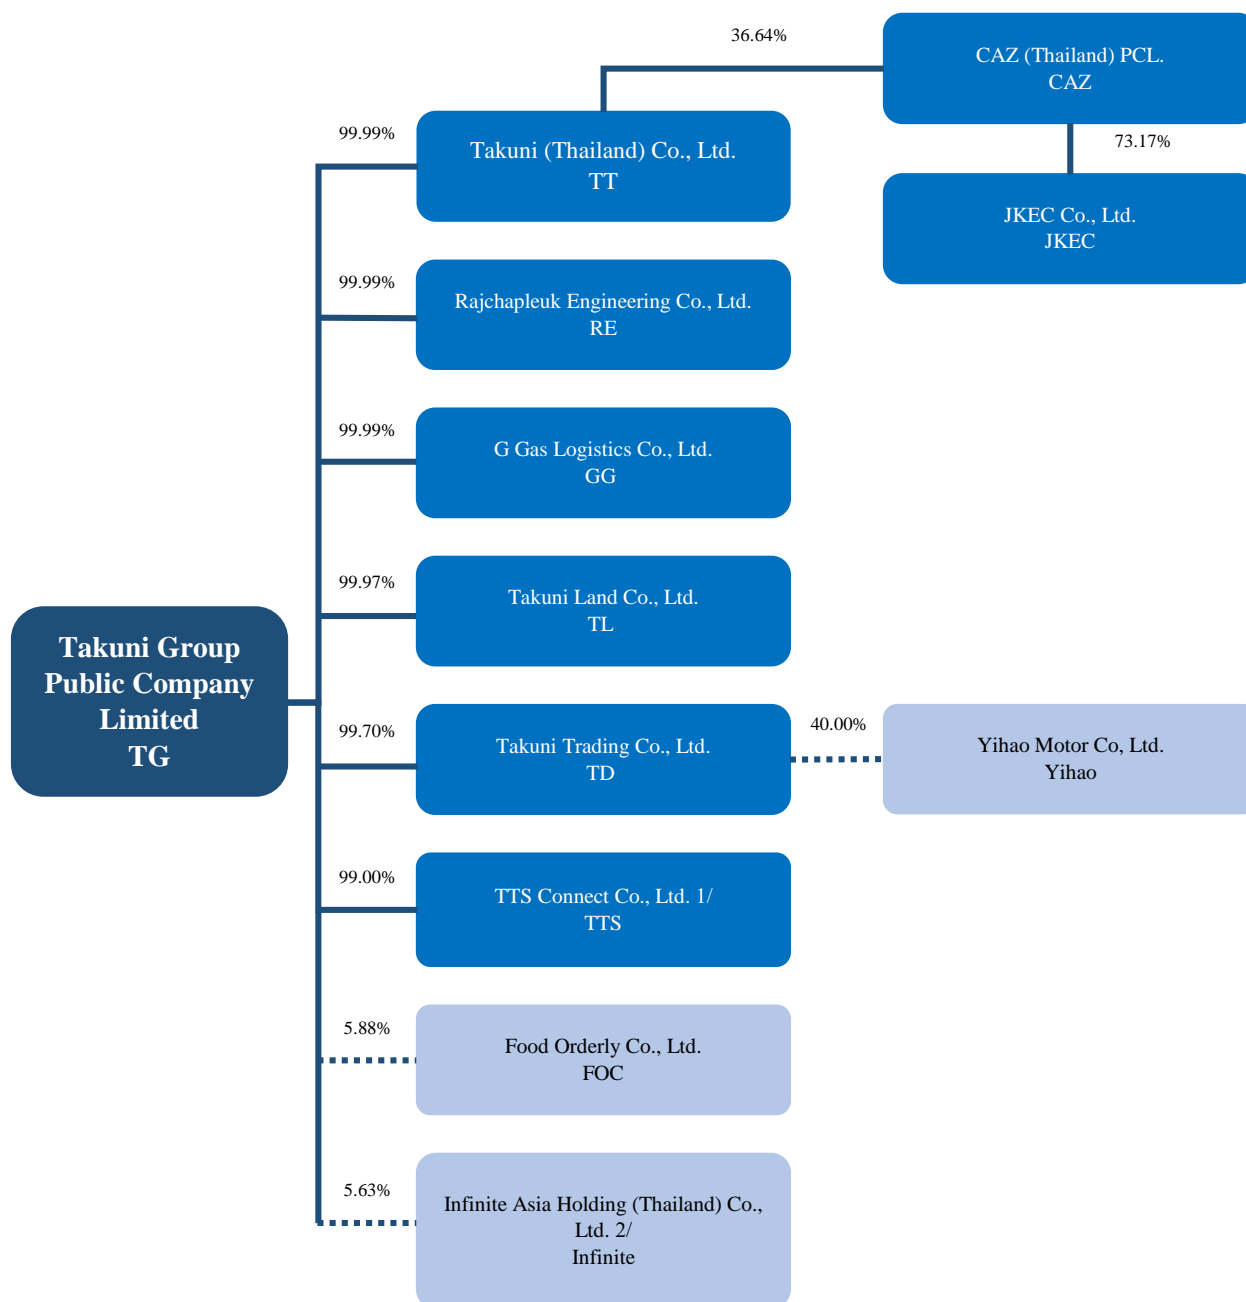 36.64%
CAZ (Thailand) PCL.
CAZ
99.99%
Takuni (Thailand) Co., Ltd.
TT
73.17%
JKEC Co., Ltd.
JKEC
99.99%
Rajchapleuk Engineering Co., Ltd.
RE
99.99%
G Gas Logistics Co., Ltd.
GG
99.97%
Takuni Land Co., Ltd.
TL
Takuni Group
Public Company
Limited
TG
99.70%
Takuni Trading Co., Ltd.
TD
40.00%
Yihao Motor Co, Ltd.
Yihao
99.00%
TTS Connect Co., Ltd. 1/
TTS
5.88%
Food Orderly Co., Ltd.
FOC
5.63%
Infinite Asia Holding (Thailand) Co.,
Ltd. 2/
Infinite